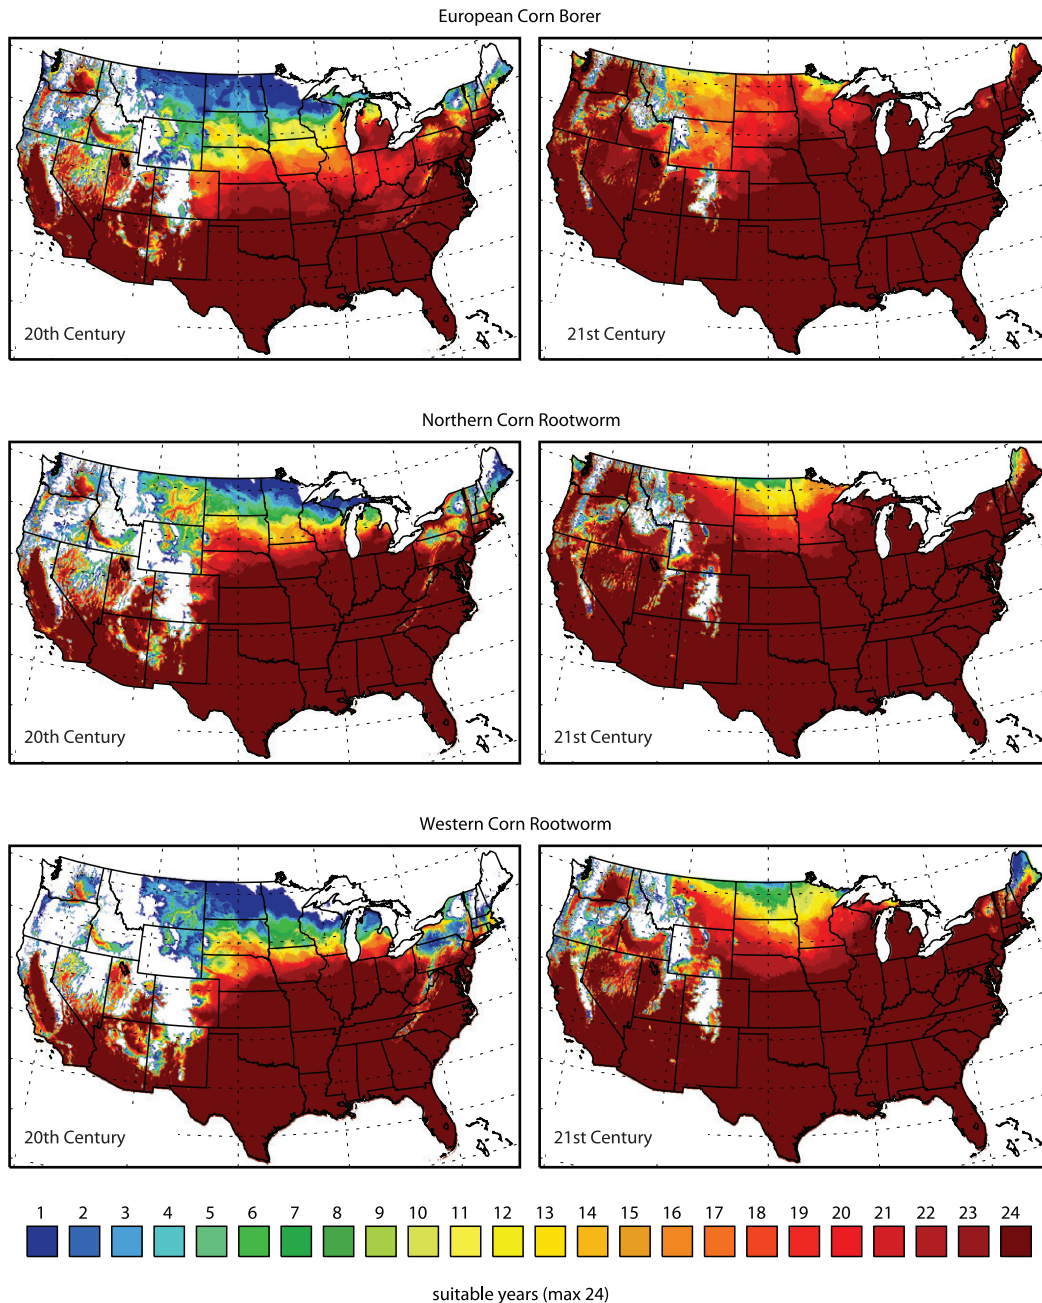 European Corn Borer
20th Century
21st Century
Northern Corn Rootworm
20th Century
21st Century
Western Corn Rootworm
20th Century
21st Century
1 2 3 4 5 6 7 8 9 10 11 12 13 14 15 16 17 18 19 20 21 22 23 24
suitable years (max 24)